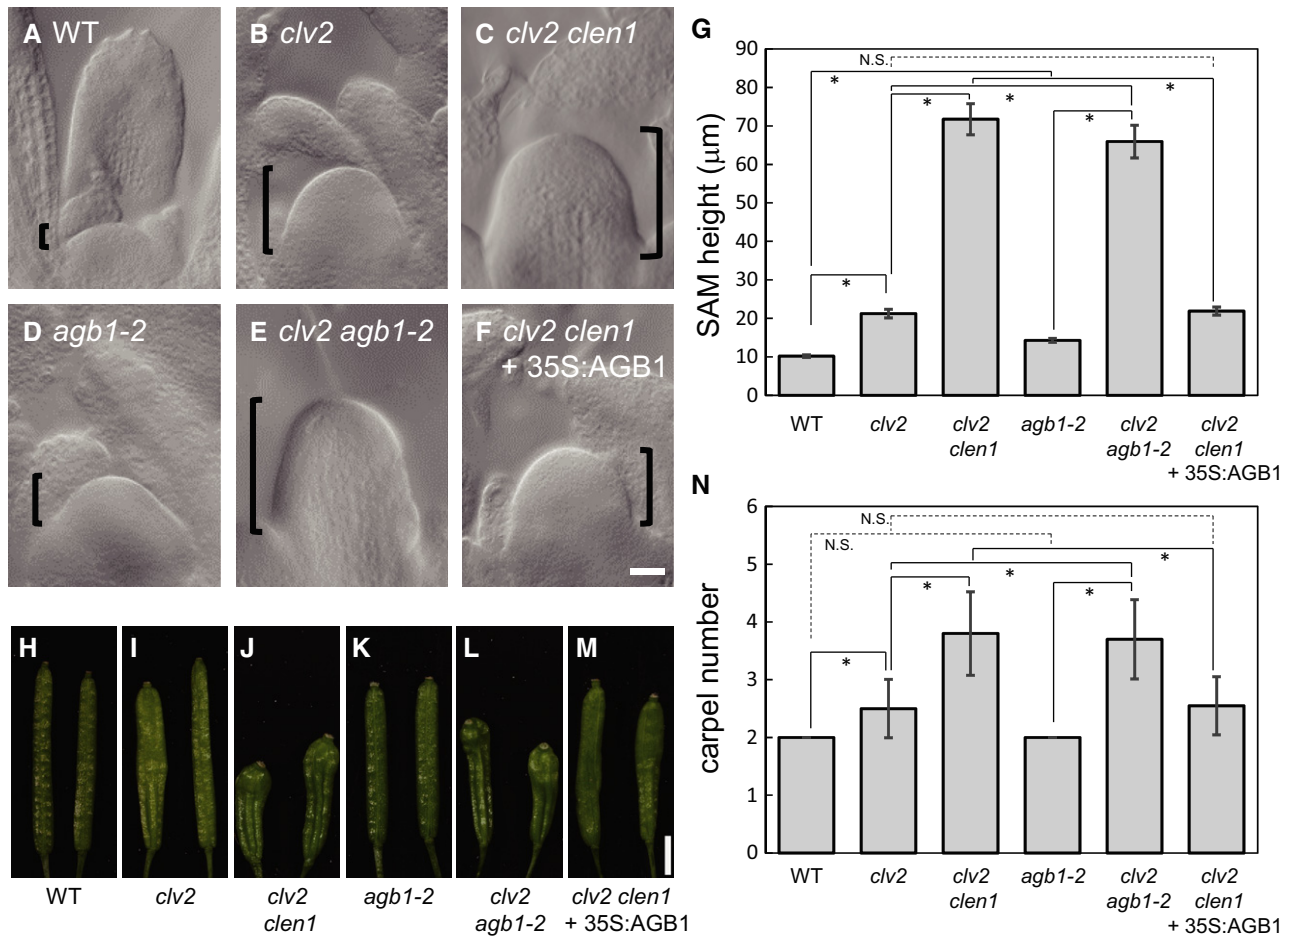 A WT
B clv2
C clv2 clen1
D agb1-2
E clv2 agb1-2
F clv2 clen1
+ 35S:AGB1
G
90
80
70
60
50
40
30
20
10
0
SAM height (μm)
N.S.
*
*
*
*
*
*
WT
clv2
clv2
clen1
agb1-2
clv2
agb1-2
clv2
clen1
+ 35S:AGB1
H
I
J
K
L
M
WT
clv2
clv2
clen1
agb1-2
clv2
agb1-2
clv2 clen1
+ 35S:AGB1
N
6
5
4
3
2
1
0
carpel number
N.S.
N.S.
*
*
*
*
*
WT
clv2
clv2
clen1
agb1-2
clv2
agb1-2
clv2
clen1
+ 35S:AGB1